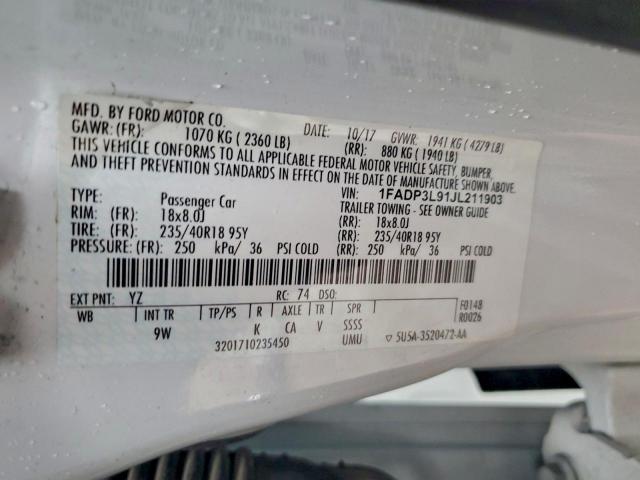 MFD. BY FORD MOTOR CO.
DATE: 10/17 GVWR: 1941 KG ( 4279 LB)
GAWR: (FR): 1070 KG ( 2360 LB) (RR): 880 KG ( 1940 LB)
THIS VEHICLE CONFORMS TO ALL APPLICABLE FEDERAL MOTOR VEHICLE SAFETY, BUMPER,
AND THEFT PREVENTION STANDARDS IN EFFECT ON THE DATE OF MANUFACTURE SHOWN ABOVE.
VIN: 1FADP3L91JL211903
TYPE: Passenger Car TRAILER TOWING - SEE OWNER GUIDE
RIM: (FR): 18x8.0J (RR): 18x8.0J
TIRE: (FR): 235/40R18 95Y (RR): 235/40R18 95Y
PRESSURE: (FR): 250 kPa/ 36 PSI COLD (RR): 250 kPa/ 36 PSI COLD
EXT PNT: YZ RC: 74 DSO: F0148
WB INT TR TP/PS R AXLE TR SPR R0026
9W K CA V SSSS
3201710235450 UMU ▽ 5U5A-3520472-AA